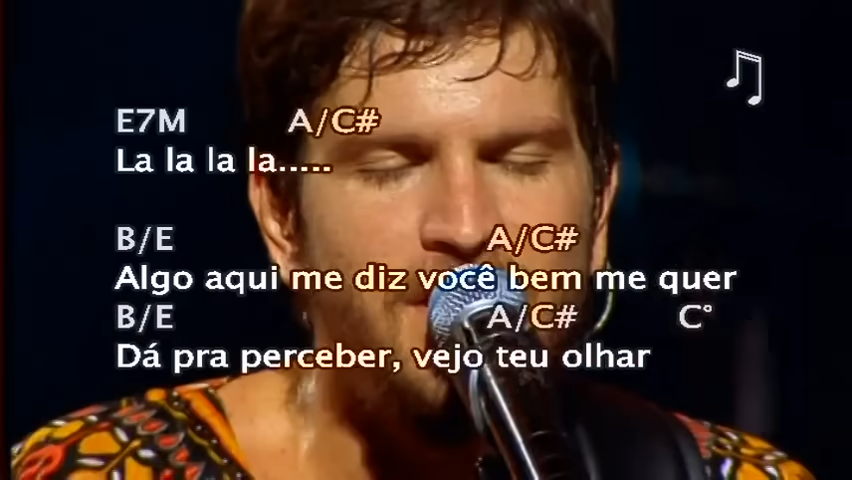 E7M A/C#
La la la la.....
B/E A/C#
Algo aqui me diz você bem me quer
B/E A/C# C°
Dá pra perceber, vejo teu olhar